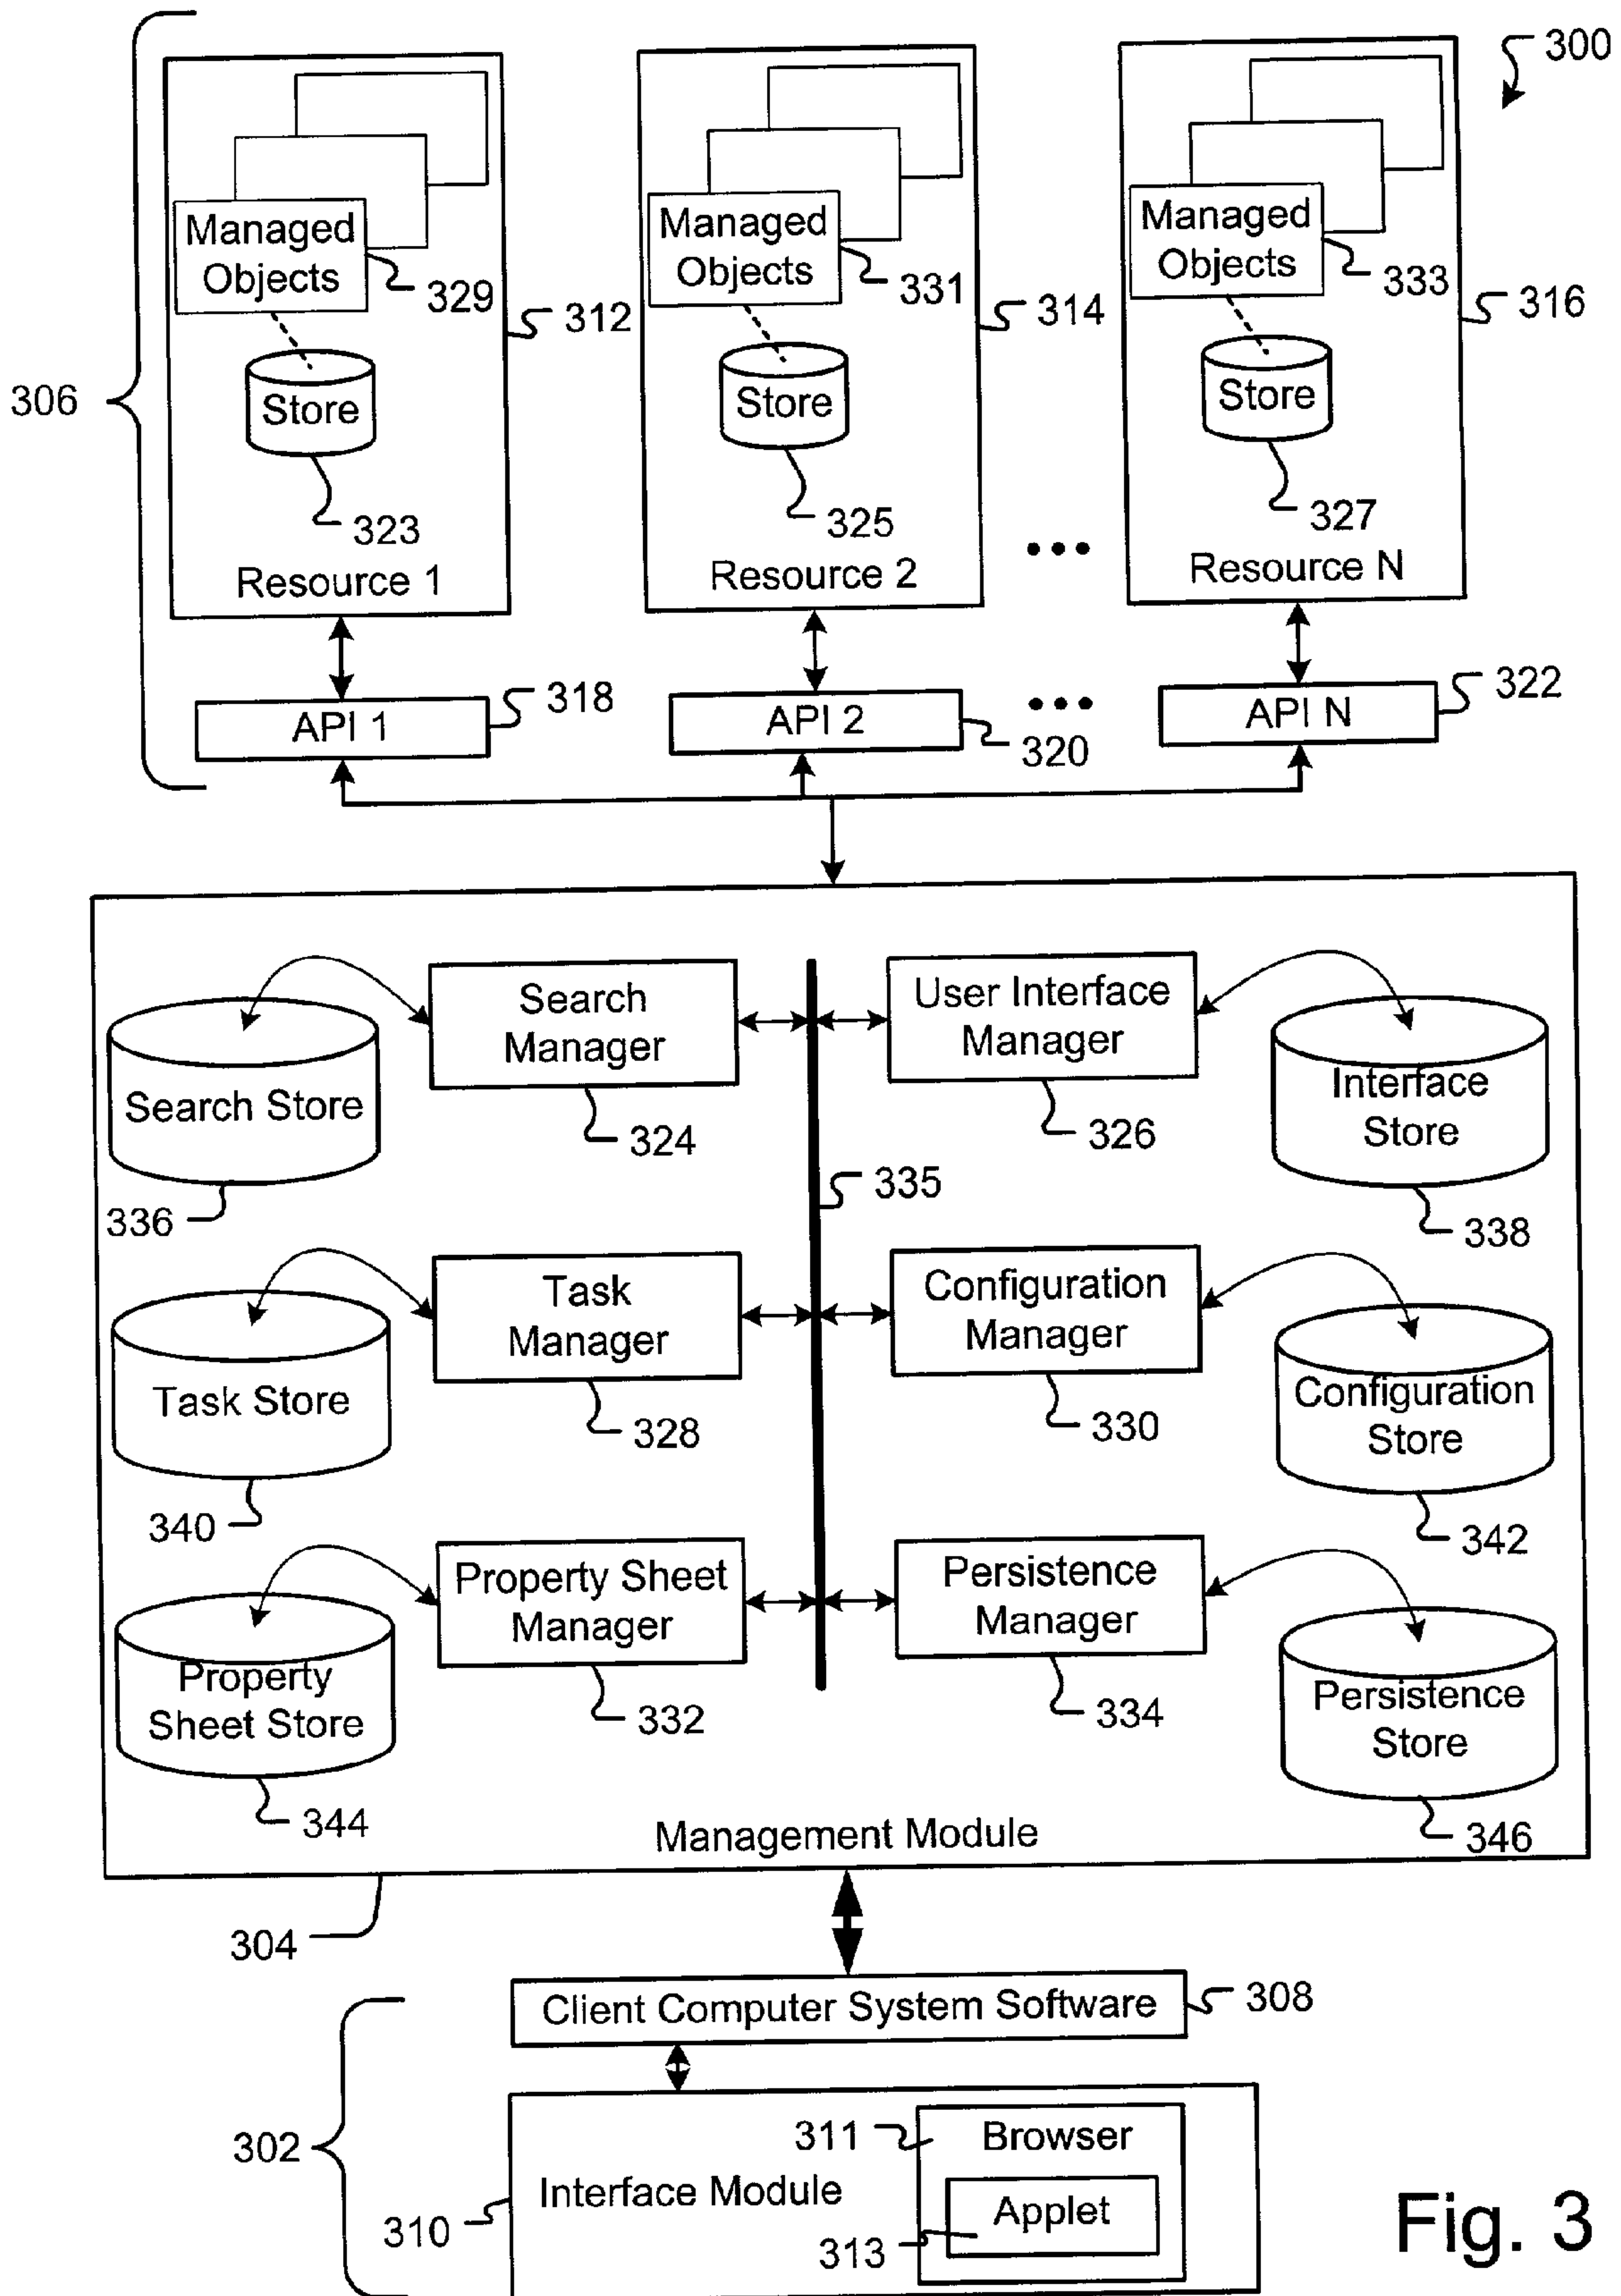 300
Managed
Objects
329
312
Managed
Objects
331
314
Managed
Objects
333
316
306
Store
323
Store
325
Store
327
Resource 1
Resource 2
•••
Resource N
API 1
318
API 2
320
•••
API N
322
Search
Manager
324
User Interface
Manager
326
Search Store
336
Interface
Store
338
335
Task
Manager
328
Configuration
Manager
330
Task Store
340
Configuration
Store
342
Property Sheet
Manager
332
Persistence
Manager
334
Property
Sheet Store
344
Persistence
Store
346
Management Module
304
Client Computer System Software
308
302
311
Browser
Interface Module
310
Applet
313
Fig. 3